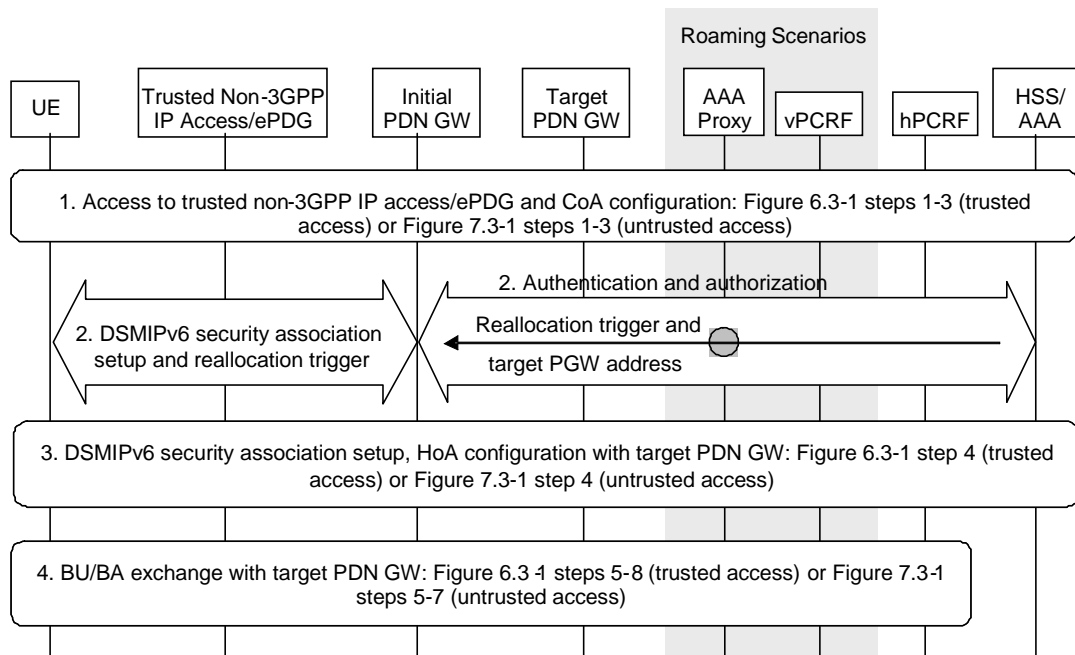 Roaming Scenarios
UE
Trusted Non-3GPP
IP Access/ePDG
Initial
PDN GW
Target
PDN GW
AAA
Proxy
vPCRF
hPCRF
HSS/
AAA
1. Access to trusted non-3GPP IP access/ePDG and CoA configuration: Figure 6.3-1 steps 1-3 (trusted
access) or Figure 7.3-1 steps 1-3 (untrusted access)
2. Authentication and authorization
2. DSMIPv6 security association
setup and reallocation trigger
Reallocation trigger and
target PGW address
3. DSMIPv6 security association setup, HoA configuration with target PDN GW: Figure 6.3-1 step 4 (trusted
access) or Figure 7.3-1 step 4 (untrusted access)
4. BU/BA exchange with target PDN GW: Figure 6.3-1 steps 5-8 (trusted access) or Figure 7.3-1
steps 5-7 (untrusted access)